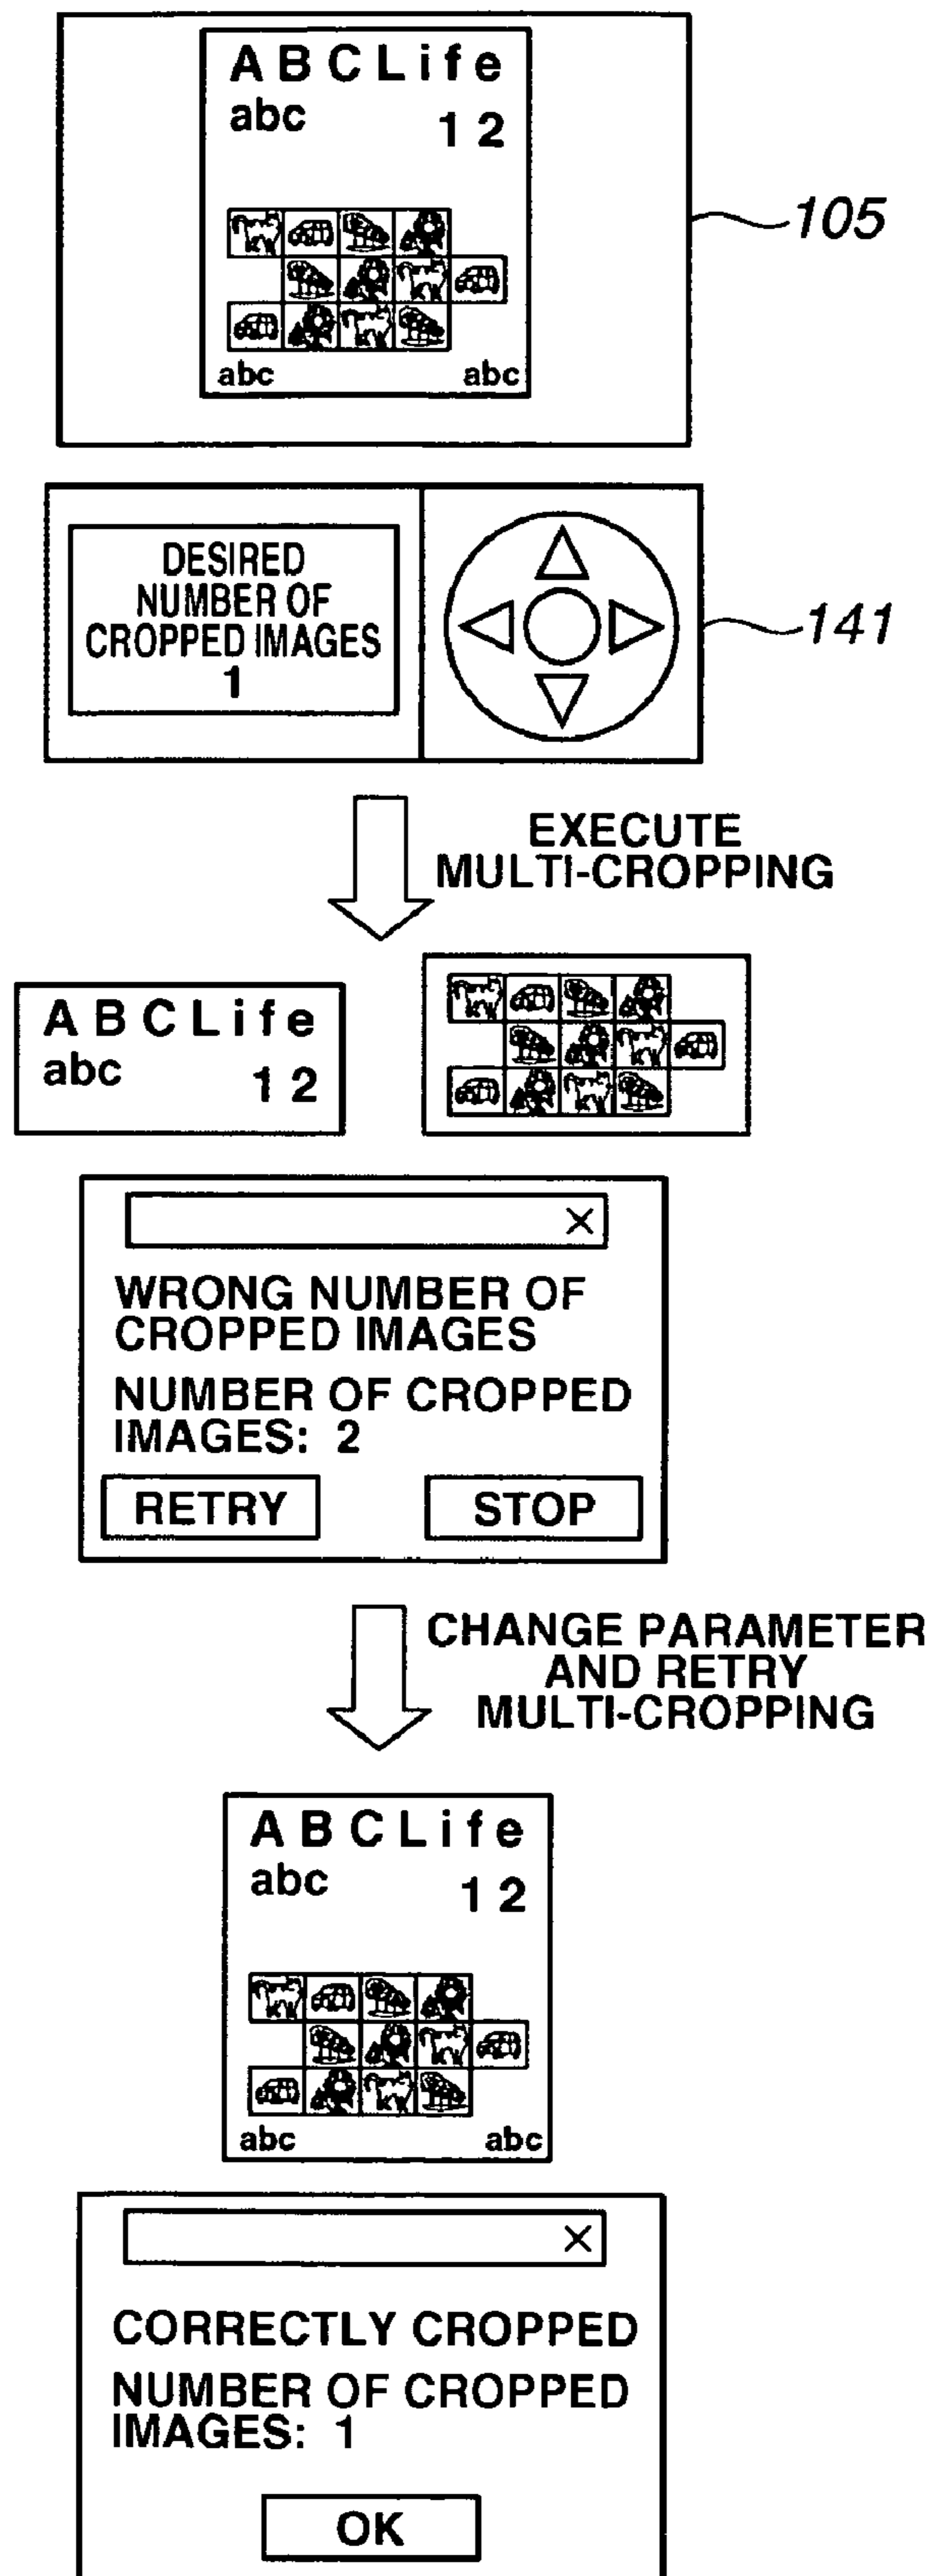 A B C L i f e
abc 1 2
abc abc
105
DESIRED
NUMBER OF
CROPPED IMAGES
1
141
EXECUTE
MULTI-CROPPING
A B C L i f e
abc 1 2
×
WRONG NUMBER OF
CROPPED IMAGES
NUMBER OF CROPPED
IMAGES: 2
RETRY STOP
CHANGE PARAMETER
AND RETRY
MULTI-CROPPING
A B C L i f e
abc 1 2
abc abc
×
CORRECTLY CROPPED
NUMBER OF CROPPED
IMAGES: 1
OK